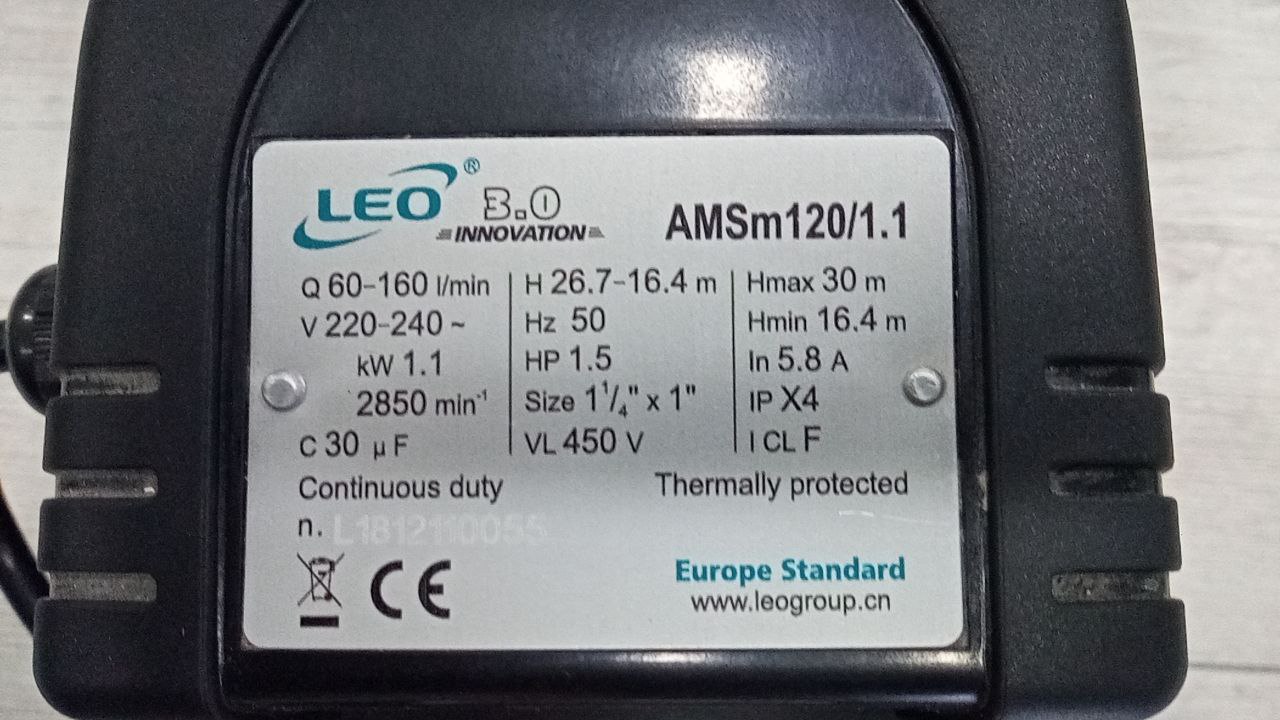 LEO® 3.0
INNOVATION
AMSm120/1.1
Q 60-160 l/min
V 220-240 ~
kW 1.1
2850 min⁻¹
C 30 µF
H 26.7-16.4 m
Hz 50
HP 1.5
Size 1¹/₄" x 1"
VL 450 V
Hmax 30 m
Hmin 16.4 m
In 5.8 A
IP X4
I CL F
Continuous duty
Thermally protected
n.
CE
Europe Standard
www.leogroup.cn